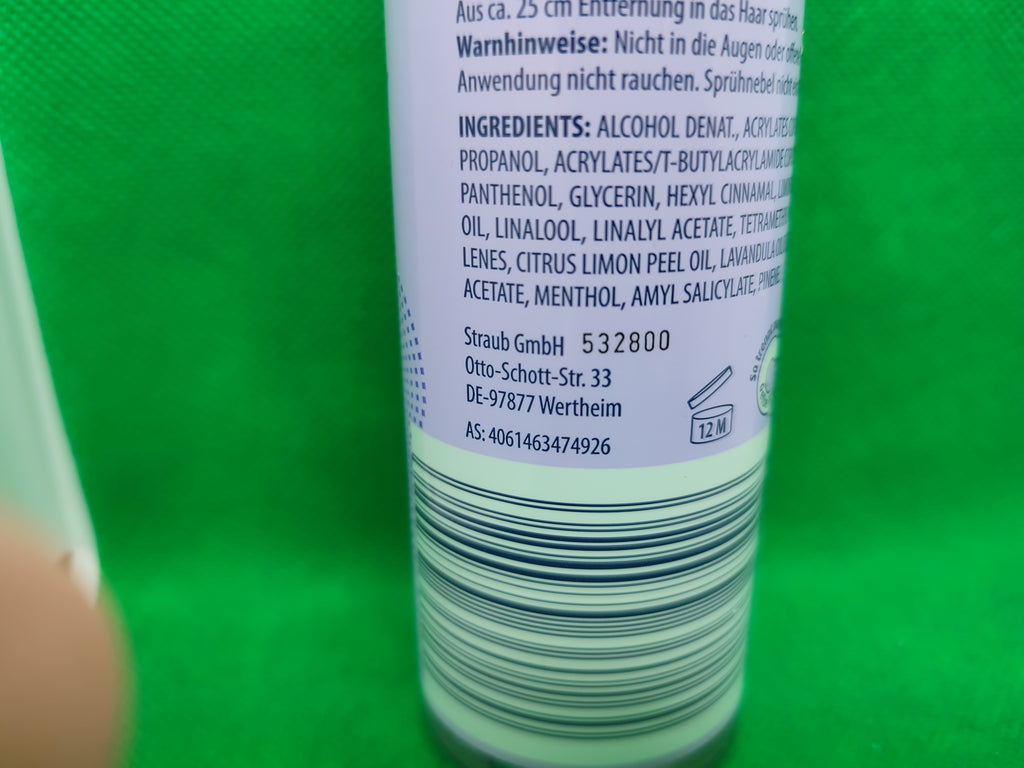 Aus ca. 25 cm Entfernung in das Haar sprühen.
Warnhinweise: Nicht in die Augen oder
Anwendung nicht rauchen. Sprühnebel nicht
INGREDIENTS: ALCOHOL DENAT., ACRYLATES
PROPANOL, ACRYLATES/T-BUTYLACRYLAMIDE
PANTHENOL, GLYCERIN, HEXYL CINNAMAL,
OIL, LINALOOL, LINALYL ACETATE,
LENES, CITRUS LIMON PEEL OIL, LAVANDULA
ACETATE, MENTHOL, AMYL SALICYLATE, PINENE,
Straub GmbH 532800
Otto-Schott-Str. 33
DE-97877 Wertheim
AS: 4061463474926
12 M
So